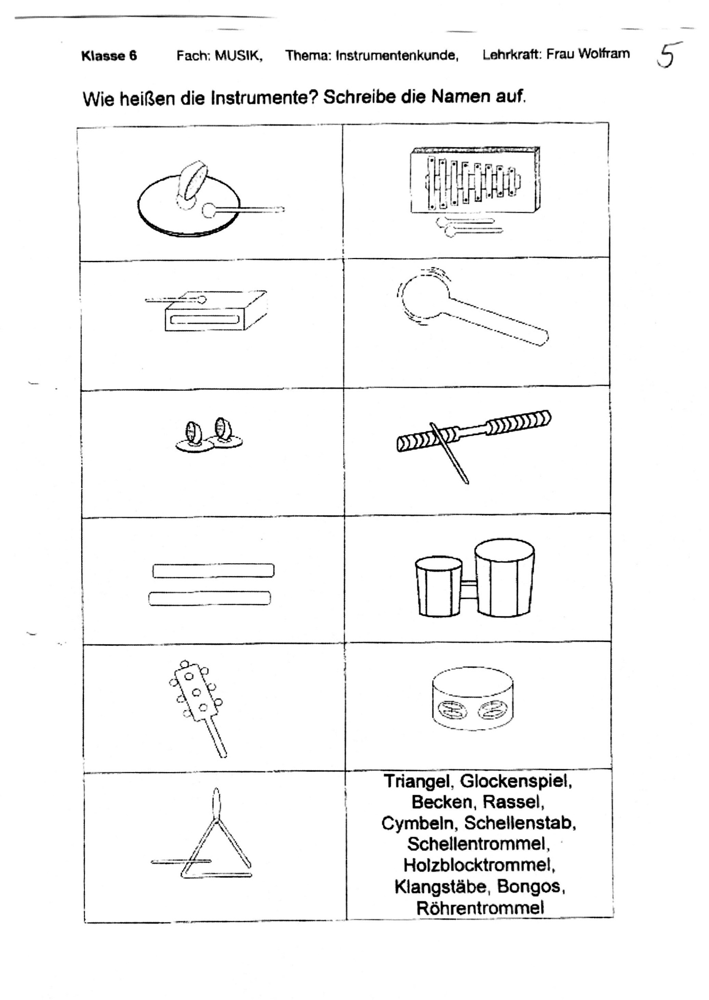 Klasse 6 Fach: MUSIK, Thema: Instrumentenkunde, Lehrkraft: Frau Wolfram 5
Wie heißen die Instrumente? Schreibe die Namen auf.
Triangel, Glockenspiel,
Becken, Rassel,
Cymbeln, Schellenstab,
Schellentrommel,
Holzblocktrommel,
Klangstäbe, Bongos,
Röhrentrommel